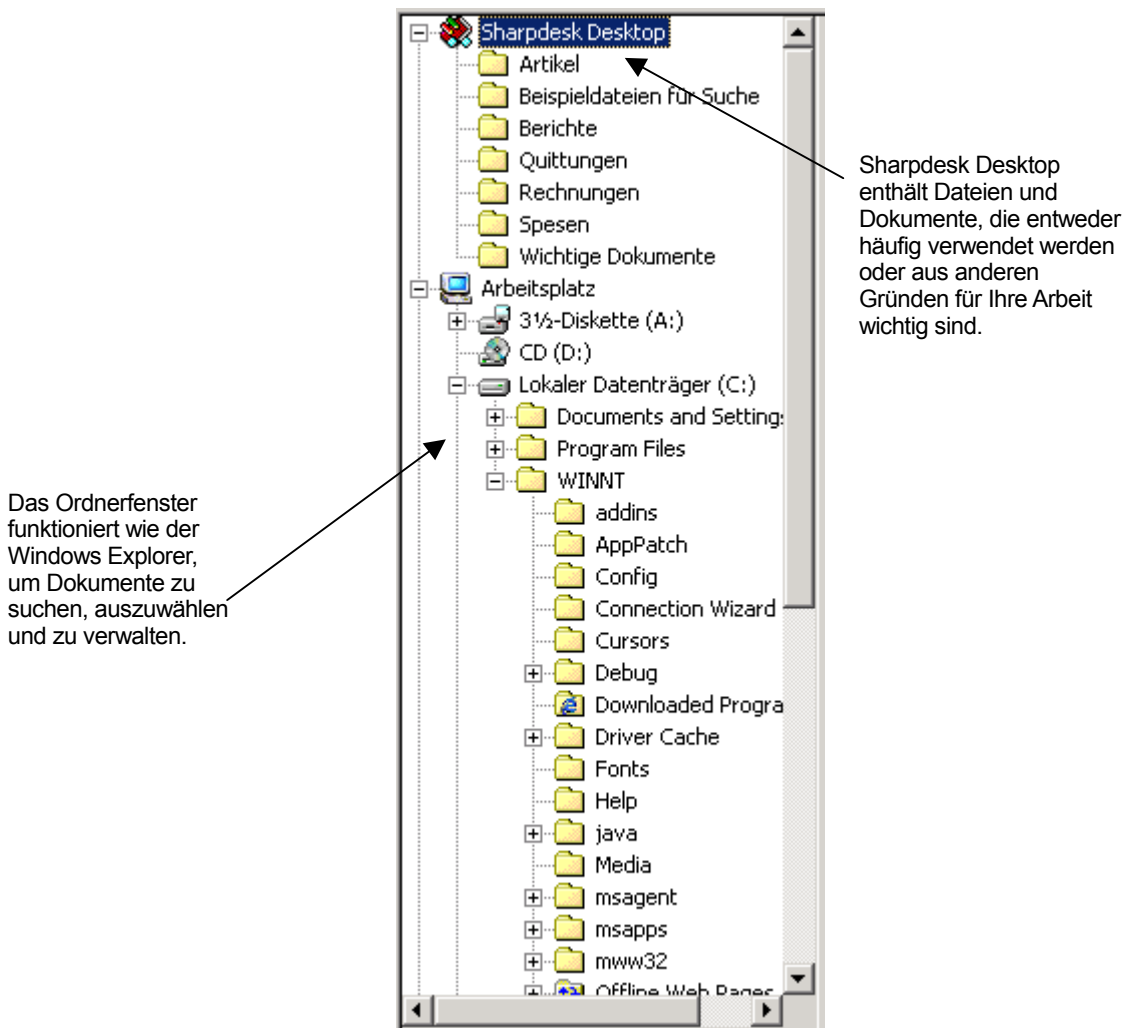 Sharpdesk Desktop
Artikel
Beispieldateien für Suche
Berichte
Quittungen
Rechnungen
Spesen
Wichtige Dokumente
Arbeitsplatz
3½-Diskette (A:)
CD (D:)
Lokaler Datenträger (C:)
Documents and Settings
Program Files
WINNT
addins
AppPatch
Config
Connection Wizard
Cursors
Debug
Downloaded Progra
Driver Cache
Fonts
Help
java
Media
msagent
msapps
mww32
Offline Web Pages
Sharpdesk Desktop
enthält Dateien und
Dokumente, die entweder
häufig verwendet werden
oder aus anderen
Gründen für Ihre Arbeit
wichtig sind.
Das Ordnerfenster
funktioniert wie der
Windows Explorer,
um Dokumente zu
suchen, auszuwählen
und zu verwalten.